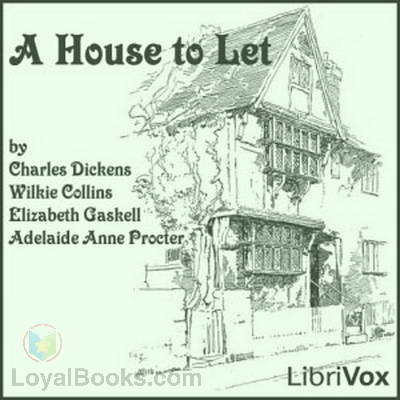 A House to Let
by
Charles Dickens
Wilkie Collins
Elizabeth Gaskell
Adelaide Anne Procter
LoyalBooks.com
LibriVox